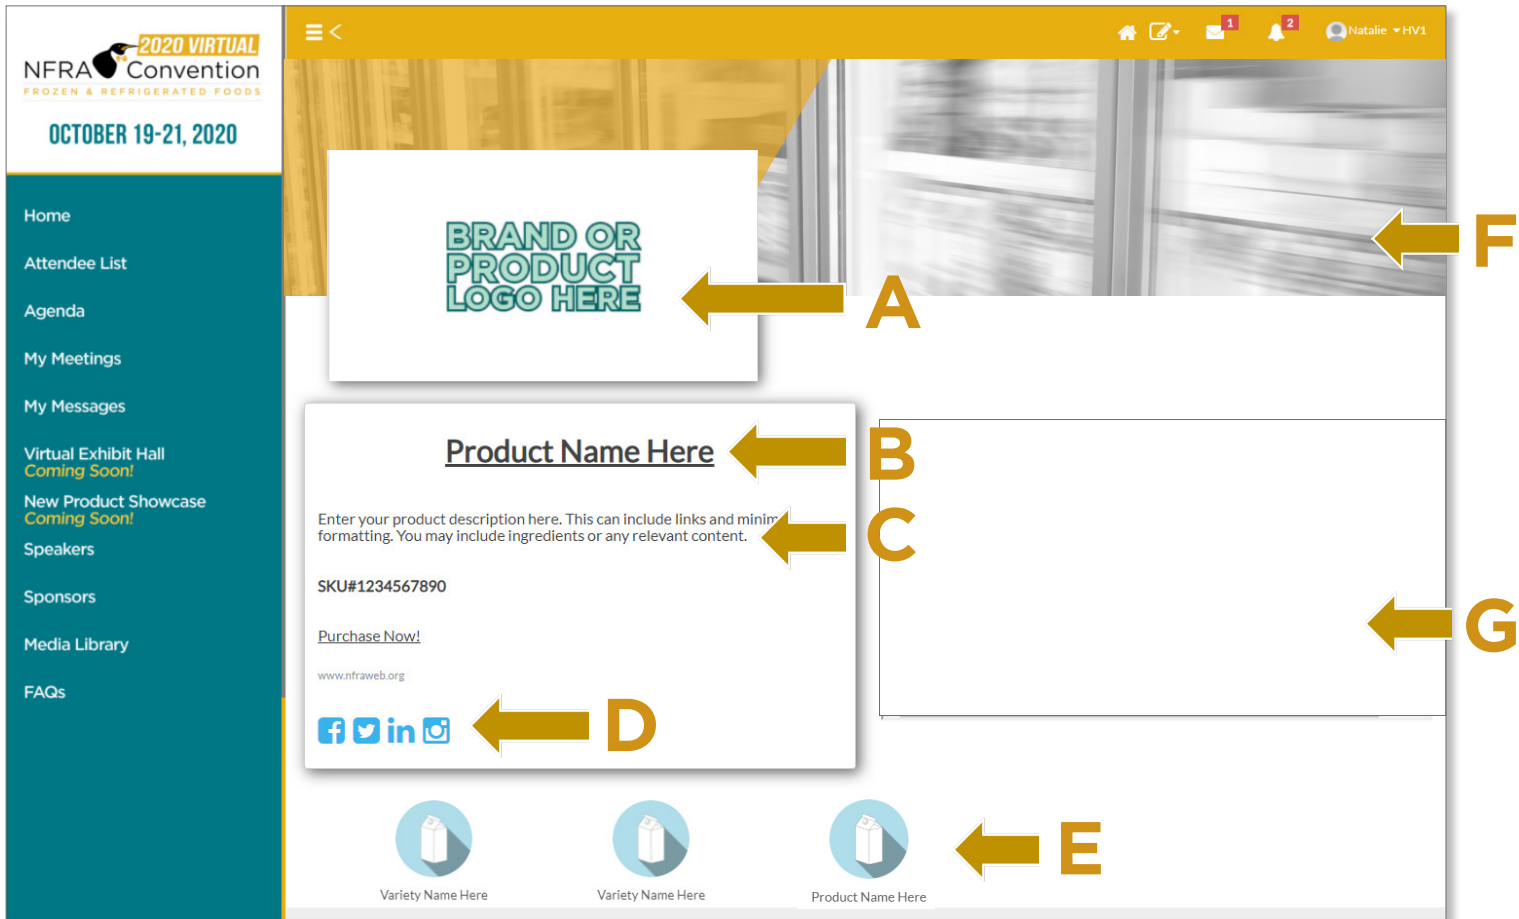 2020 VIRTUAL
NFRA Convention
FROZEN & REFRIGERATED FOODS
OCTOBER 19-21, 2020
Home
Attendee List
Agenda
My Meetings
My Messages
Virtual Exhibit Hall
Coming Soon!
New Product Showcase
Coming Soon!
Speakers
Sponsors
Media Library
FAQs
1
2
Natalie
HV1
F
BRAND OR
PRODUCT
LOGO HERE
A
Product Name Here
B
Enter your product description here. This can include links and minim
formatting. You may include ingredients or any relevant content.
C
SKU#1234567890
Purchase Now!
www.nfraweb.org
G
in
D
E
Variety Name Here
Variety Name Here
Product Name Here